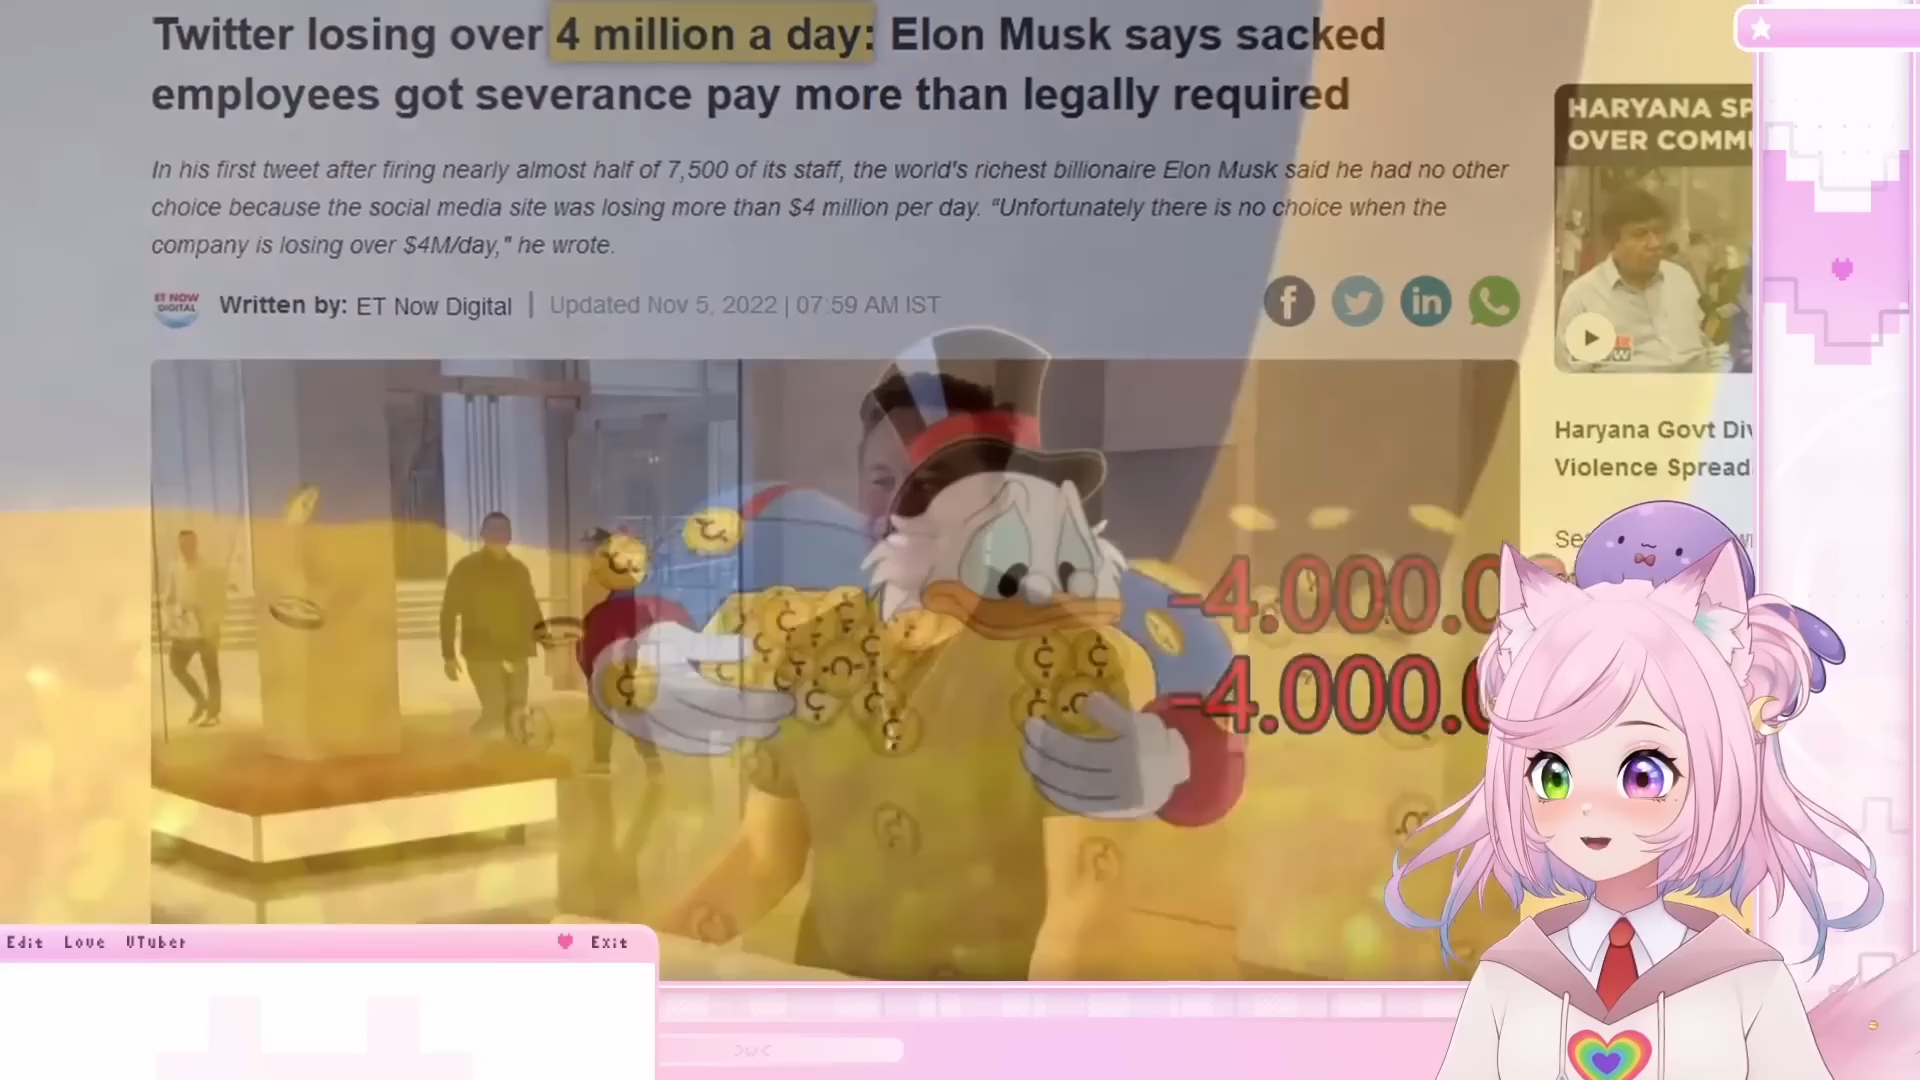 Twitter losing over 4 million a day: Elon Musk says sacked
employees got severance pay more than legally required
In his first tweet after firing nearly almost half of 7,500 of its staff, the world's richest billionaire Elon Musk said he had no other
choice because the social media site was losing more than $4 million per day. "Unfortunately there is no choice when the
company is losing over $4M/day," he wrote.
ET NOW
DIGITAL
Written by: ET Now Digital | Updated Nov 5, 2022 | 07:59 AM IST
HARYANA
OVER
Haryana Govt
Violence Spread
-4.000.0
-4.000.0
Edit Love VTuber Exit
>w<